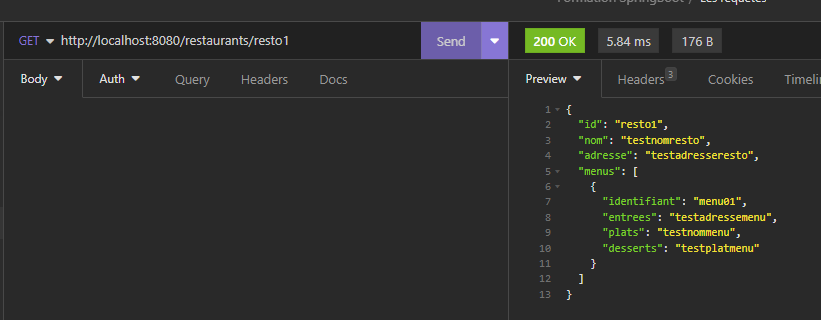 Formation SpringBoot / Les requêtes
GET http://localhost:8080/restaurants/resto1 Send 200 OK 5.84 ms 176 B
Body Auth Query Headers Docs Preview Headers 3 Cookies Timelin
1 {
2 "id": "resto1",
3 "nom": "testnomresto",
4 "adresse": "testadresseresto",
5 "menus": [
6 {
7 "identifiant": "menu01",
8 "entrees": "testadressemenu",
9 "plats": "testnommenu",
10 "desserts": "testplatmenu"
11 }
12 ]
13 }